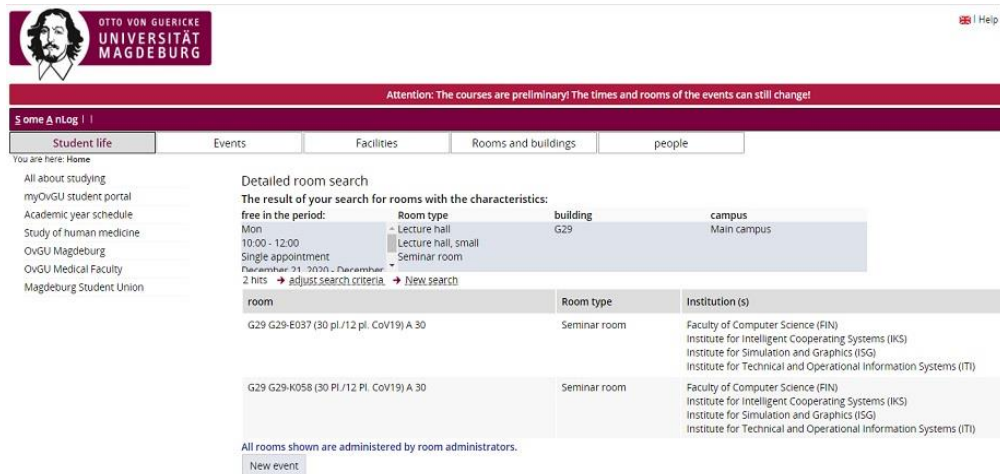 OTTO VON GUERICKE
UNIVERSITÄT
MAGDEBURG
| Help
Attention: The courses are preliminary! The times and rooms of the events can still change!
S ome A nLog | |
Student life Events Facilities Rooms and buildings people
You are here: Home
All about studying
myOvGU student portal
Academic year schedule
Study of human medicine
OvGU Magdeburg
OvGU Medical Faculty
Magdeburg Student Union
Detailed room search
The result of your search for rooms with the characteristics:
free in the period: Room type building campus
Mon Lecture hall G29 Main campus
10:00 - 12:00 Lecture hall, small
Single appointment Seminar room
December 21, 2020 - December
2 hits ➔ adjust search criteria ➔ New search
room Room type Institution (s)
G29 G29-E037 (30 pl./12 pl. CoV19) A 30 Seminar room Faculty of Computer Science (FIN)
Institute for Intelligent Cooperating Systems (IKS)
Institute for Simulation and Graphics (ISG)
Institute for Technical and Operational Information Systems (ITI)
G29 G29-K058 (30 Pl./12 Pl. CoV19) A 30 Seminar room Faculty of Computer Science (FIN)
Institute for Intelligent Cooperating Systems (IKS)
Institute for Simulation and Graphics (ISG)
Institute for Technical and Operational Information Systems (ITI)
All rooms shown are administered by room administrators.
New event